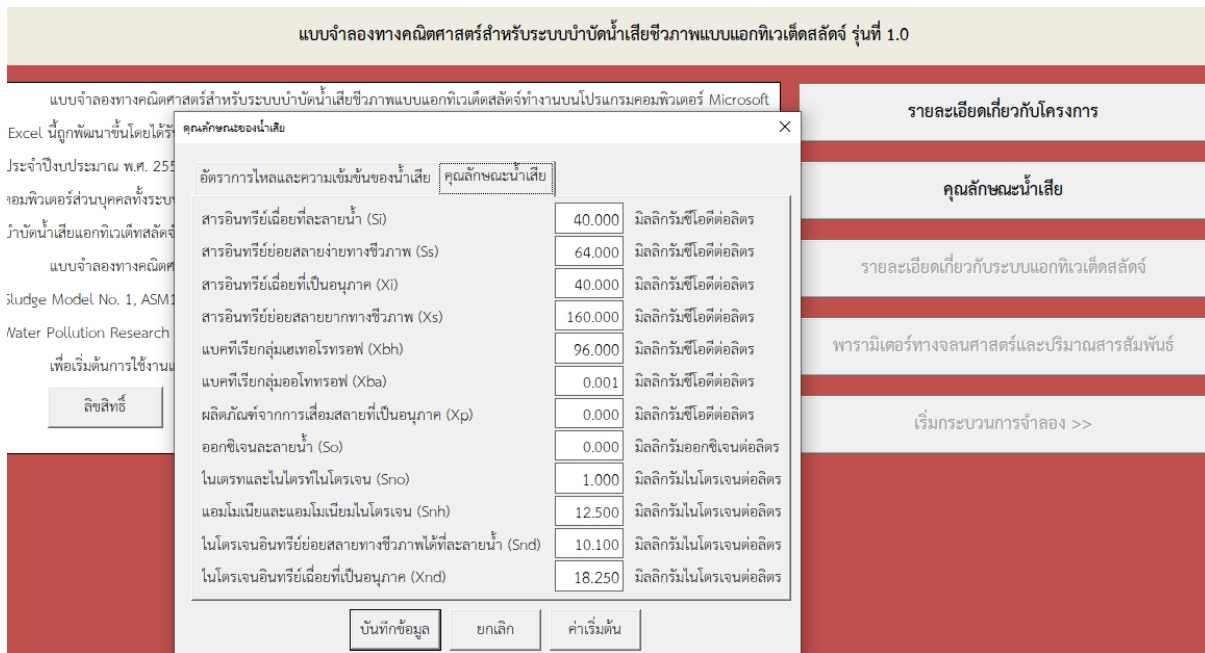 แบบจำลองทางคณิตศาสตร์สำหรับระบบบำบัดน้ำเสียชีวภาพแบบแอกทิเวเต็ดสลัดจ์ รุ่นที่ 1.0
แบบจำลองทางคณิตศาสตร์สำหรับระบบบำบัดน้ำเสียชีวภาพแบบแอกทิเวเต็ดสลัดจ์ทำงานบนโปรแกรมคอมพิวเตอร์ Microsoft
Excel นี้ถูกพัฒนาขึ้นโดยได้รั
ประจำปีงบประมาณ พ.ศ. 255
คอมพิวเตอร์ส่วนบุคคลทั้งระบ
บำบัดน้ำเสียแอกทิเวเต็ทสลัดจ์
แบบจำลองทางคณิตศ
Sludge Model No. 1, ASM1
Water Pollution Research
เพื่อเริ่มต้นการใช้งานแ
ลิขสิทธิ์
คุณลักษณะของน้ำเสีย
อัตราการไหลและความเข้มข้นของน้ำเสีย คุณลักษณะน้ำเสีย
สารอินทรีย์เฉื่อยที่ละลายน้ำ (Si) 40.000 มิลลิกรัมซีโอดีต่อลิตร
สารอินทรีย์ย่อยสลายง่ายทางชีวภาพ (Ss) 64.000 มิลลิกรัมซีโอดีต่อลิตร
สารอินทรีย์เฉื่อยที่เป็นอนุภาค (Xi) 40.000 มิลลิกรัมซีโอดีต่อลิตร
สารอินทรีย์ย่อยสลายยากทางชีวภาพ (Xs) 160.000 มิลลิกรัมซีโอดีต่อลิตร
แบคทีเรียกลุ่มเฮเทอโรทรอฟ (Xbh) 96.000 มิลลิกรัมซีโอดีต่อลิตร
แบคทีเรียกลุ่มออโททรอฟ (Xba) 0.001 มิลลิกรัมซีโอดีต่อลิตร
ผลิตภัณฑ์จากการเสื่อมสลายที่เป็นอนุภาค (Xp) 0.000 มิลลิกรัมซีโอดีต่อลิตร
ออกซิเจนละลายน้ำ (So) 0.000 มิลลิกรัมออกซิเจนต่อลิตร
ไนเตรทและไนไตรท์ไนโตรเจน (Sno) 1.000 มิลลิกรัมไนโตรเจนต่อลิตร
แอมโมเนียและแอมโมเนียมไนโตรเจน (Snh) 12.500 มิลลิกรัมไนโตรเจนต่อลิตร
ไนโตรเจนอินทรีย์ย่อยสลายทางชีวภาพได้ที่ละลายน้ำ (Snd) 10.100 มิลลิกรัมไนโตรเจนต่อลิตร
ไนโตรเจนอินทรีย์เฉื่อยที่เป็นอนุภาค (Xnd) 18.250 มิลลิกรัมไนโตรเจนต่อลิตร
บันทึกข้อมูล ยกเลิก ค่าเริ่มต้น
รายละเอียดเกี่ยวกับโครงการ
คุณลักษณะน้ำเสีย
รายละเอียดเกี่ยวกับระบบแอกทิเวเต็ดสลัดจ์
พารามิเตอร์ทางจลนศาสตร์และปริมาณสารสัมพันธ์
เริ่มกระบวนการจำลอง >>